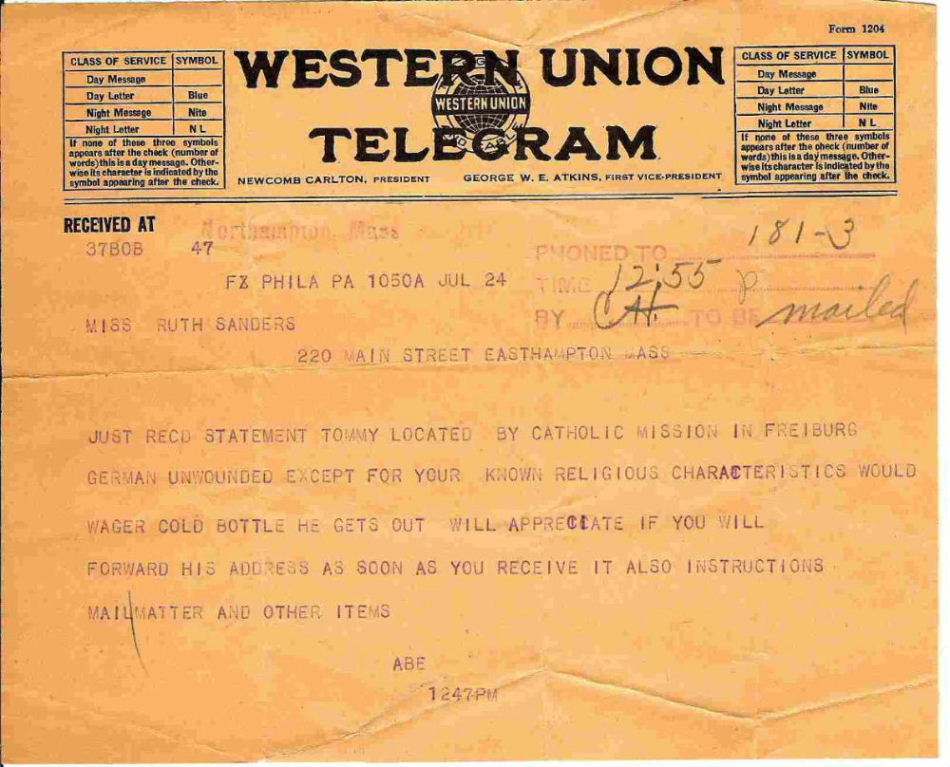 Form 1204
CLASS OF SERVICE SYMBOL
Day Message
Day Letter Blue
Night Message Nite
Night Letter N L
If none of these three symbols
appears after the check (number of
words) this is a day message. Other-
wise its character is indicated by the
symbol appearing after the check.
WESTERN UNION
WESTERN UNION
TELEGRAM
NEWCOMB CARLTON, PRESIDENT GEORGE W. E. ATKINS, FIRST VICE-PRESIDENT
CLASS OF SERVICE SYMBOL
Day Message
Day Letter Blue
Night Message Nite
Night Letter N L
If none of these three symbols
appears after the check (number of
words) this is a day message. Other-
wise its character is indicated by the
symbol appearing after the check.
RECEIVED AT Northampton, Mass
37BOB 47
PHONED TO 181-3
FX PHILA PA 1050A JUL 24
TIME 12:55 p
MISS RUTH SANDERS
BY CH. TO BE mailed
220 MAIN STREET EASTHAMPTON MASS
JUST RECD STATEMENT TOMMY LOCATED BY CATHOLIC MISSION IN FREIBURG
GERMAN UNWOUNDED EXCEPT FOR YOUR KNOWN RELIGIOUS CHARACTERISTICS WOULD
WAGER COLD BOTTLE HE GETS OUT WILL APPRECIATE IF YOU WILL
FORWARD HIS ADDRESS AS SOON AS YOU RECEIVE IT ALSO INSTRUCTIONS
MAIL/MATTER AND OTHER ITEMS
ABE
1247PM